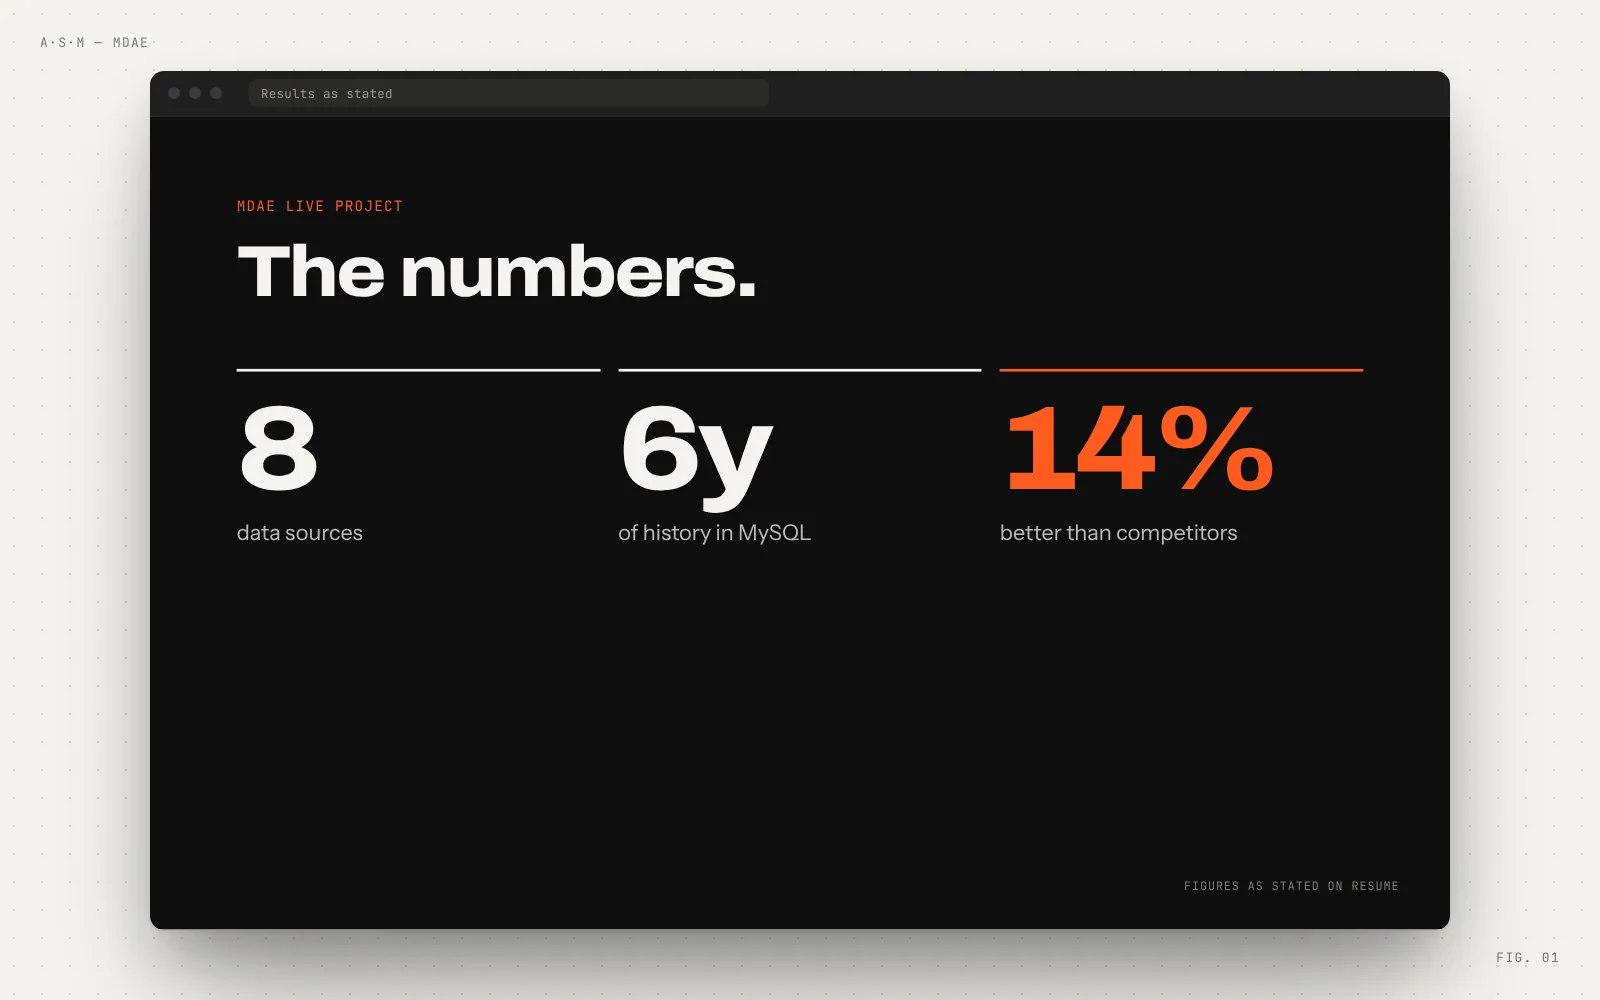 A·S·M — MDAE
Results as stated
MDAE LIVE PROJECT
The numbers.
8
data sources
6y
of history in MySQL
14%
better than competitors
FIGURES AS STATED ON RESUME
FIG. 01